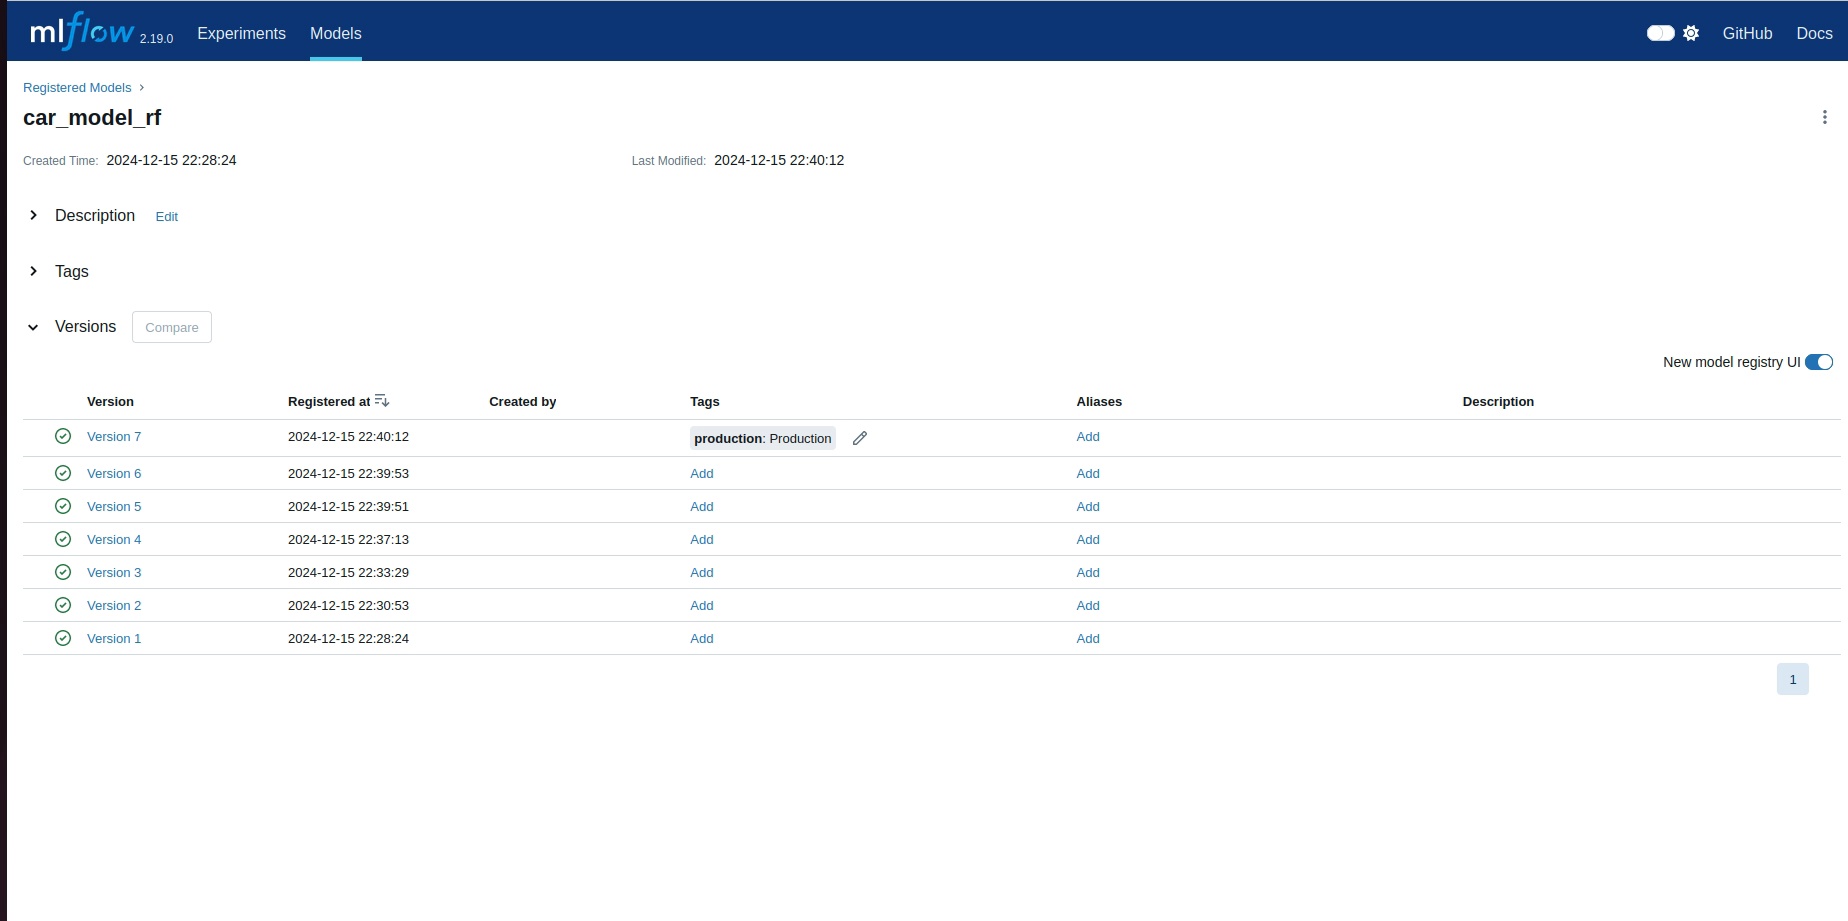 mlflow 2.19.0 Experiments Models GitHub Docs
Registered Models
car_model_rf
Created Time: 2024-12-15 22:28:24 Last Modified: 2024-12-15 22:40:12
Description Edit
Tags
Versions Compare
New model registry UI
Version Registered at Created by Tags Aliases Description
Version 7 2024-12-15 22:40:12 production: Production Add
Version 6 2024-12-15 22:39:53 Add Add
Version 5 2024-12-15 22:39:51 Add Add
Version 4 2024-12-15 22:37:13 Add Add
Version 3 2024-12-15 22:33:29 Add Add
Version 2 2024-12-15 22:30:53 Add Add
Version 1 2024-12-15 22:28:24 Add Add
1